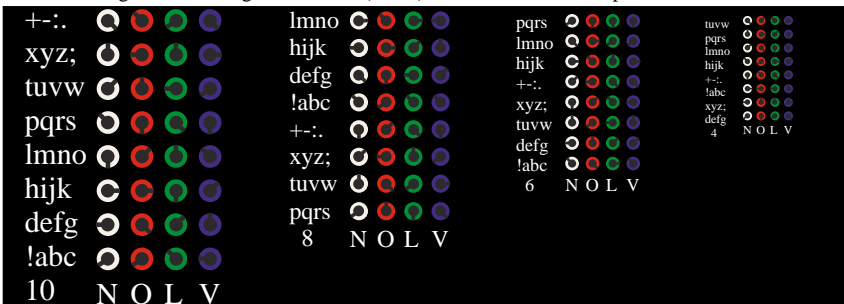 +-:.
xyz;
tuvw
pqrs
lmno
hijk
defg
!abc
10 N O L V
lmno
hijk
defg
!abc
+-:.
xyz;
tuvw
pqrs
8 N O L V
pqrs
lmno
hijk
+-:.
xyz;
tuvw
defg
!abc
6 N O L V
tuvw
pqrs
lmno
hijk
+-:.
!abc
xyz;
defg
4 N O L V